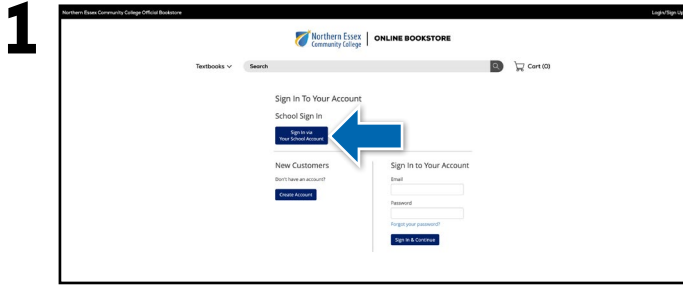 1
Northern Essex Community College Official Bookstore
Login/Sign Up
Northern Essex
Community College
ONLINE BOOKSTORE
Textbooks
Search
Cart (0)
Sign In To Your Account
School Sign In
Sign In via
Your School Account
New Customers
Don't have an account?
Create Account
Sign In to Your Account
Email
Password
Forgot your password?
Sign In & Continue